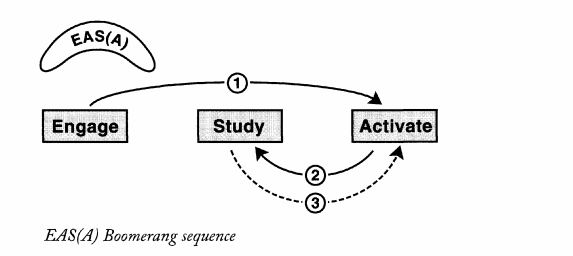 EAS(A)
1
Engage
Study
Activate
2
3
EAS(A) Boomerang sequence